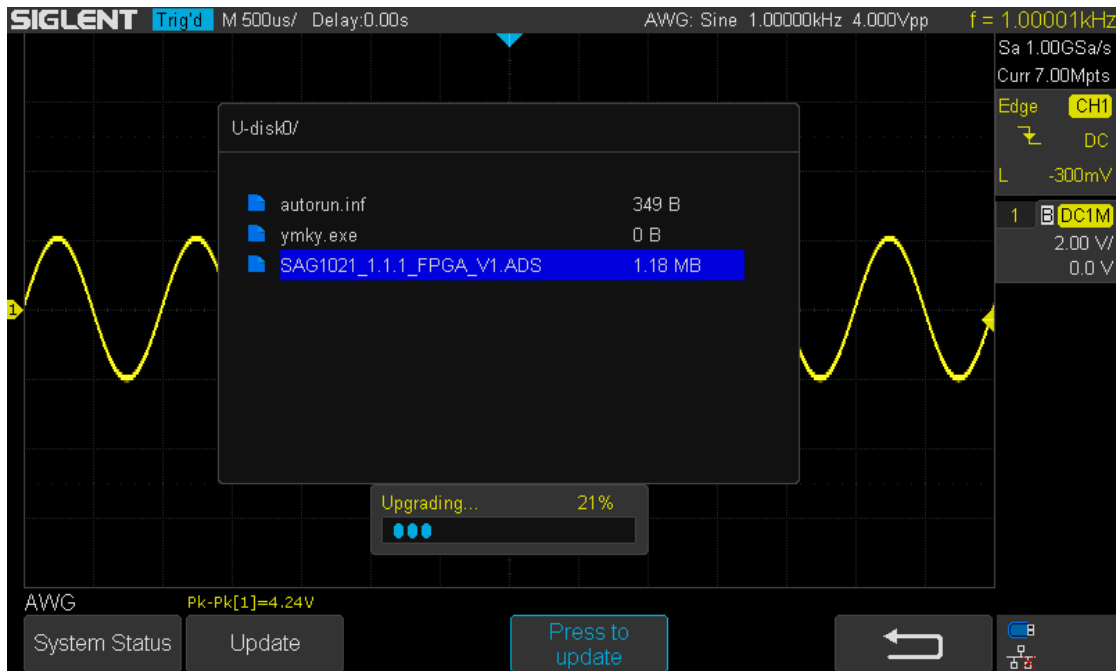 SIGLENT Trig'd M 500us/ Delay:0.00s AWG: Sine 1.00000kHz 4.000Vpp f = 1.00001kHz
Sa 1.00GSa/s
Curr 7.00Mpts
Edge CH1
DC
L -300mV
1 B DC1M
2.00 V/
0.0 V
U-disk0/
autorun.inf 349 B
ymky.exe 0 B
SAG1021_1.1.1_FPGA_V1.ADS 1.18 MB
1
Upgrading... 21%
AWG Pk-Pk[1]=4.24V
System Status Update Press to
update